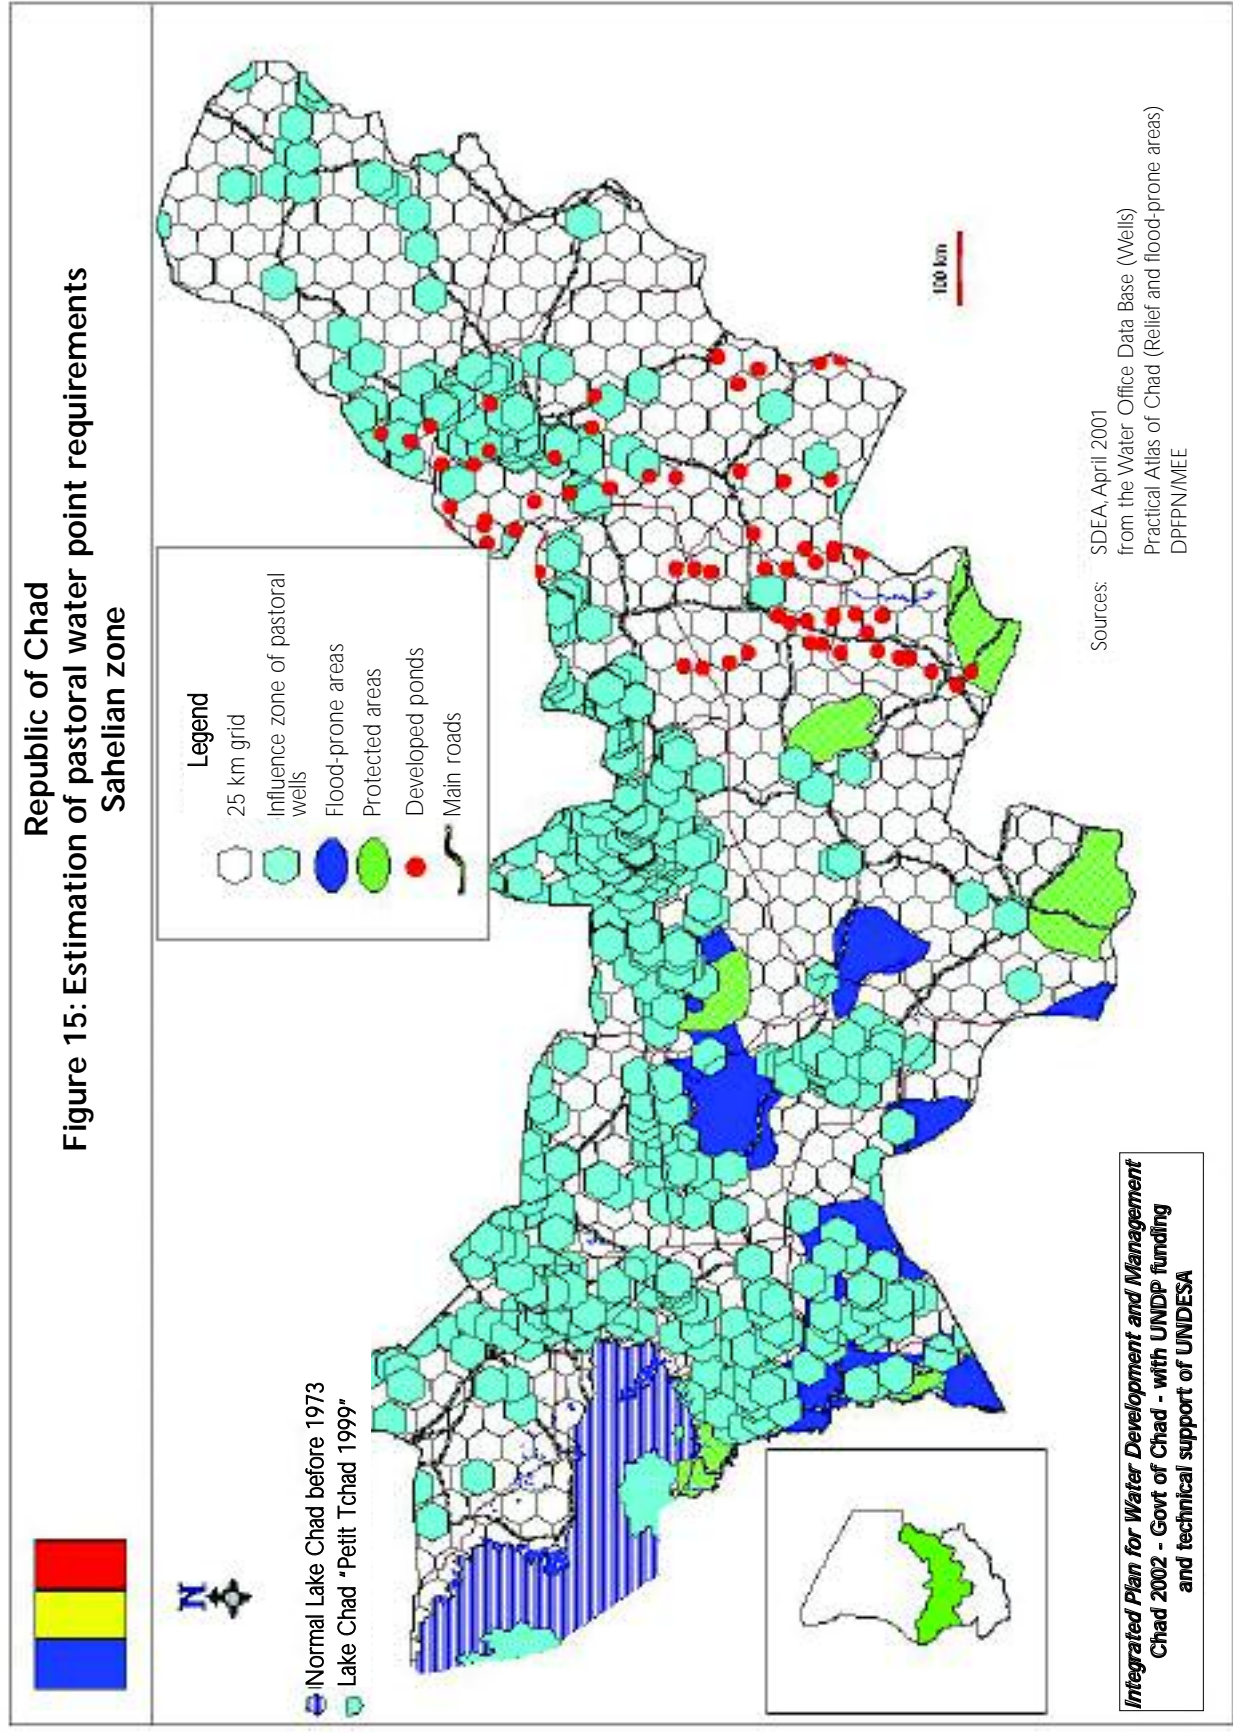 Republic of Chad
Figure 15: Estimation of pastoral water point requirements
Sahelian zone
N
Normal Lake Chad before 1973
Lake Chad "Petit Tchad 1999"
Legend
25 km grid
Influence zone of pastoral
wells
Flood-prone areas
Protected areas
Developed ponds
Main roads
100 km
Sources: SDEA, April 2001
from the Water Office Data Base (Wells)
Practical Atlas of Chad (Relief and flood-prone areas)
DPFPN/MEE
Integrated Plan for Water Development and Management
Chad 2002 - Govt of Chad - with UNDP funding
and technical support of UNDESA